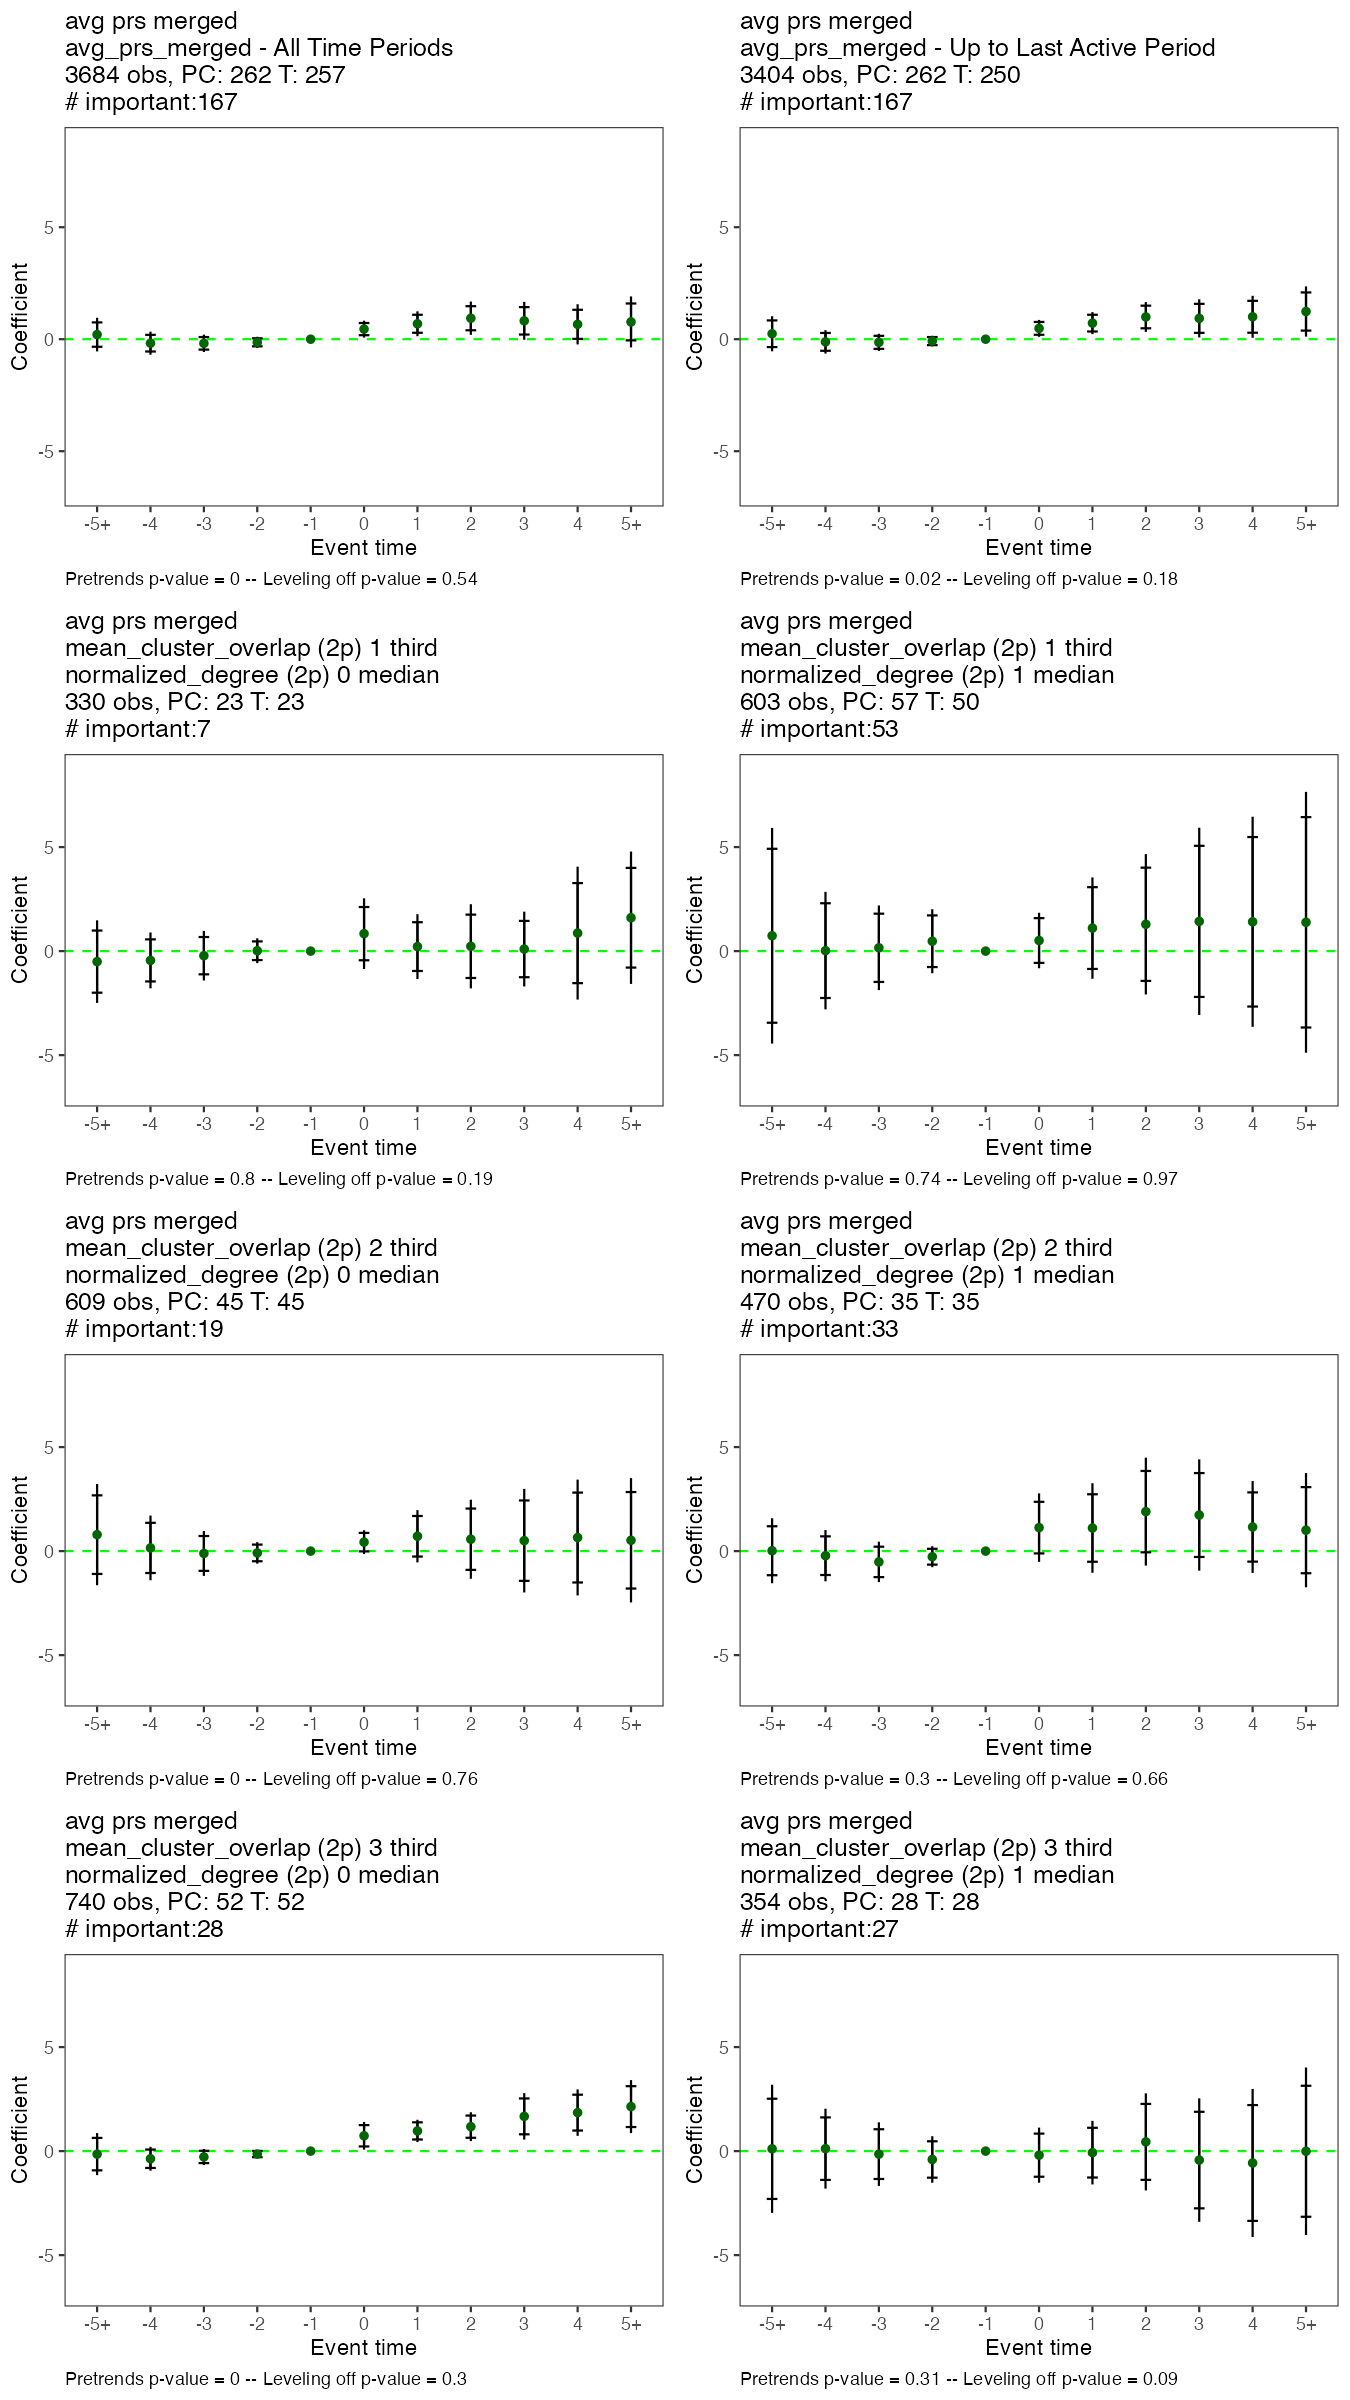 avg prs merged
avg_prs_merged - All Time Periods
3684 obs, PC: 262 T: 257
# important:167
Coefficient
5
0
-5
-5+ -4 -3 -2 -1 0 1 2 3 4 5+
Event time
Pretrends p-value = 0 -- Leveling off p-value = 0.54
avg prs merged
avg_prs_merged - Up to Last Active Period
3404 obs, PC: 262 T: 250
# important:167
Coefficient
5
0
-5
-5+ -4 -3 -2 -1 0 1 2 3 4 5+
Event time
Pretrends p-value = 0.02 -- Leveling off p-value = 0.18
avg prs merged
mean_cluster_overlap (2p) 1 third
normalized_degree (2p) 0 median
330 obs, PC: 23 T: 23
# important:7
Coefficient
5
0
-5
-5+ -4 -3 -2 -1 0 1 2 3 4 5+
Event time
Pretrends p-value = 0.8 -- Leveling off p-value = 0.19
avg prs merged
mean_cluster_overlap (2p) 1 third
normalized_degree (2p) 1 median
603 obs, PC: 57 T: 50
# important:53
Coefficient
5
0
-5
-5+ -4 -3 -2 -1 0 1 2 3 4 5+
Event time
Pretrends p-value = 0.74 -- Leveling off p-value = 0.97
avg prs merged
mean_cluster_overlap (2p) 2 third
normalized_degree (2p) 0 median
609 obs, PC: 45 T: 45
# important:19
Coefficient
5
0
-5
-5+ -4 -3 -2 -1 0 1 2 3 4 5+
Event time
Pretrends p-value = 0 -- Leveling off p-value = 0.76
avg prs merged
mean_cluster_overlap (2p) 2 third
normalized_degree (2p) 1 median
470 obs, PC: 35 T: 35
# important:33
Coefficient
5
0
-5
-5+ -4 -3 -2 -1 0 1 2 3 4 5+
Event time
Pretrends p-value = 0.3 -- Leveling off p-value = 0.66
avg prs merged
mean_cluster_overlap (2p) 3 third
normalized_degree (2p) 0 median
740 obs, PC: 52 T: 52
# important:28
Coefficient
5
0
-5
-5+ -4 -3 -2 -1 0 1 2 3 4 5+
Event time
Pretrends p-value = 0 -- Leveling off p-value = 0.3
avg prs merged
mean_cluster_overlap (2p) 3 third
normalized_degree (2p) 1 median
354 obs, PC: 28 T: 28
# important:27
Coefficient
5
0
-5
-5+ -4 -3 -2 -1 0 1 2 3 4 5+
Event time
Pretrends p-value = 0.31 -- Leveling off p-value = 0.09